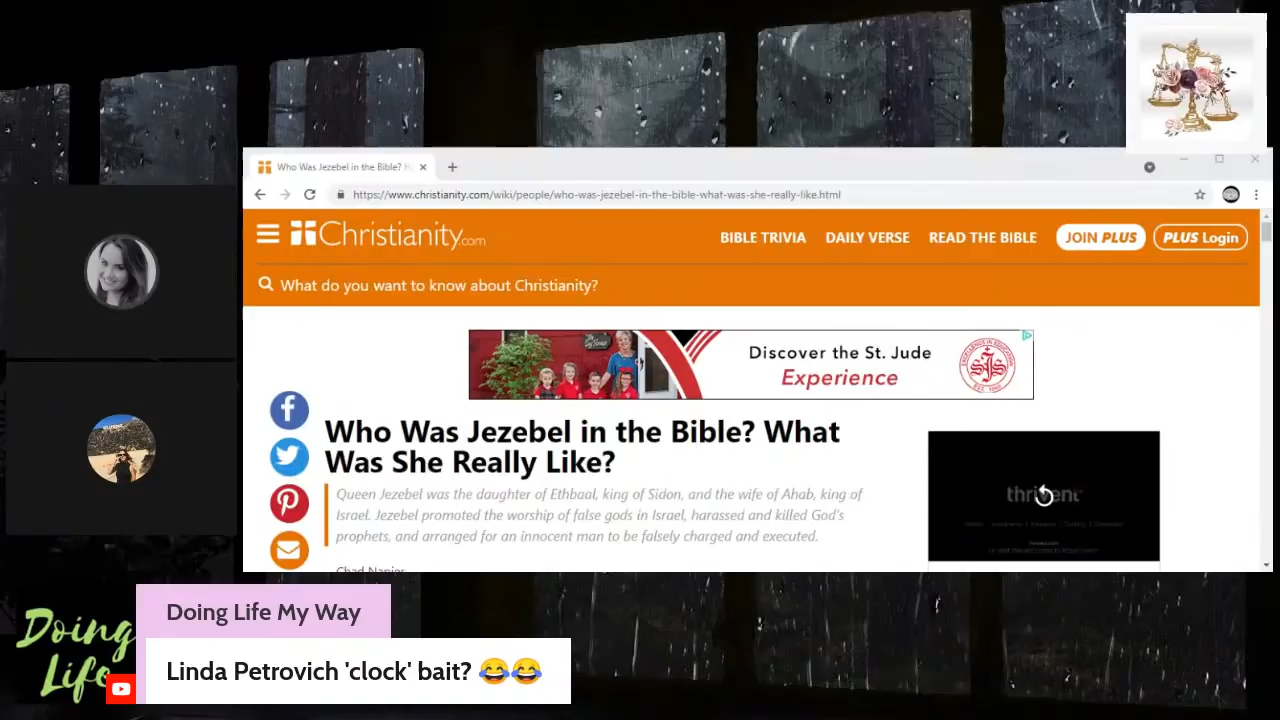 Who Was Jezebel in the Bible?
https://www.christianity.com/wiki/people/who-was-jezebel-in-the-bible-what-was-she-really-like.html
Christianity.com
BIBLE TRIVIA
DAILY VERSE
READ THE BIBLE
JOIN PLUS
PLUS Login
What do you want to know about Christianity?
Discover the St. Jude
Experience
SJS
Who Was Jezebel in the Bible? What
Was She Really Like?
Queen Jezebel was the daughter of Ethbaal, king of Sidon, and the wife of Ahab, king of
Israel. Jezebel promoted the worship of false gods in Israel, harassed and killed God's
prophets, and arranged for an innocent man to be falsely charged and executed.
Chad Napier
thrivent
Doing Life My Way
Linda Petrovich 'clock' bait? 😂😂
Doing
Life